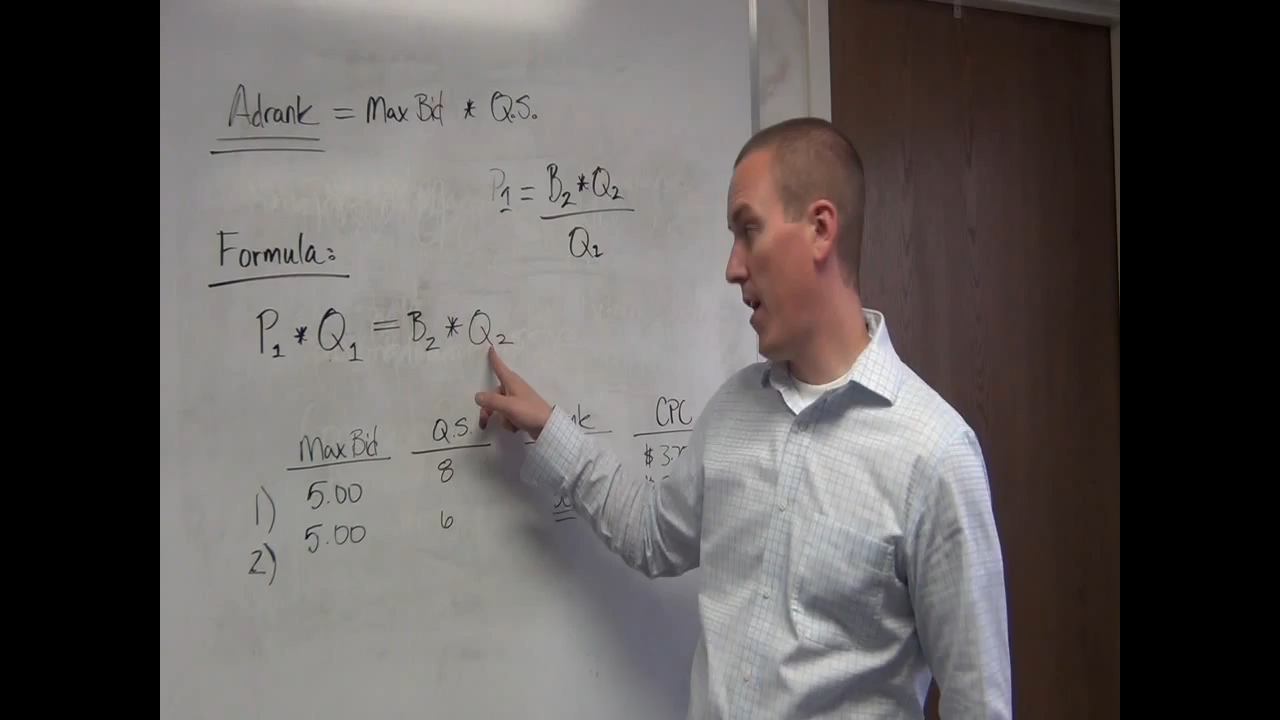 Adrank = Max Bid * Q.S.
P1 = B2 * Q2
Q2
Formula:
P1 * Q1 = B2 * Q2
Max Bid Q.S. CPC
1) 5.00 8
2) 5.00 6